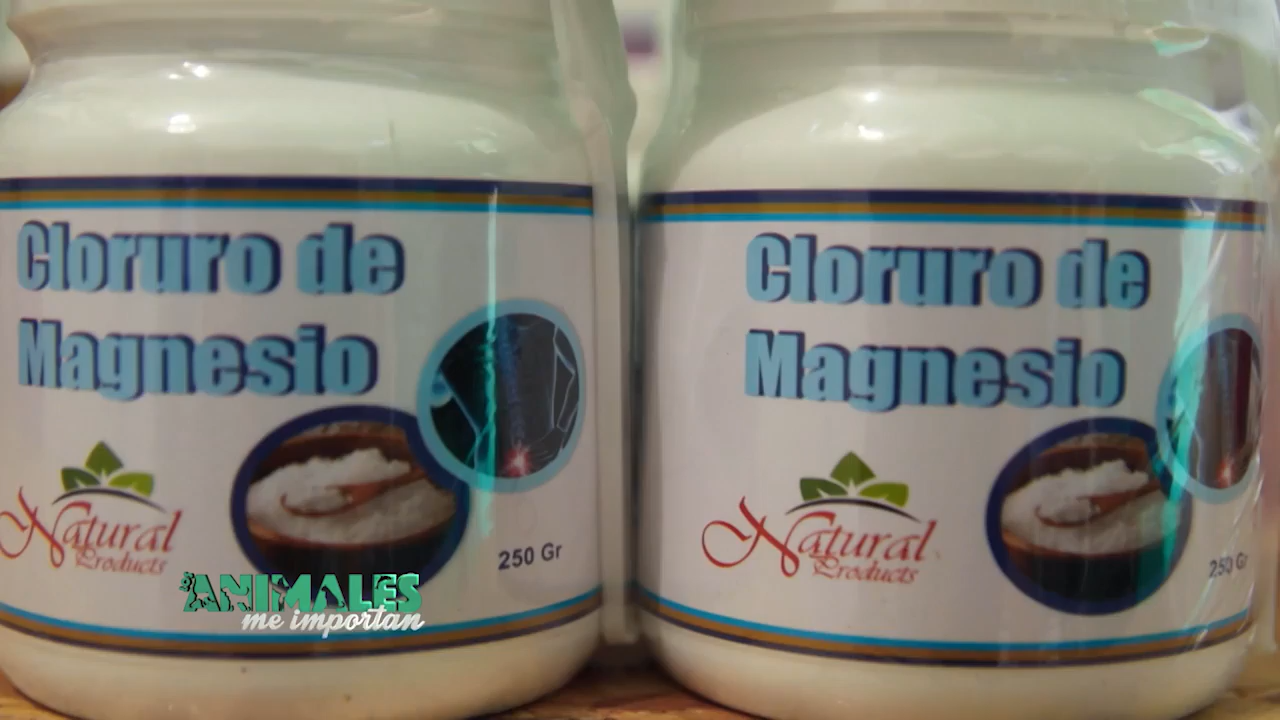 Cloruro de
Magnesio
Natural
Products
250 Gr
ANIMALES
me importan
Cloruro de
Magnesio
Natural
Products
250 Gr